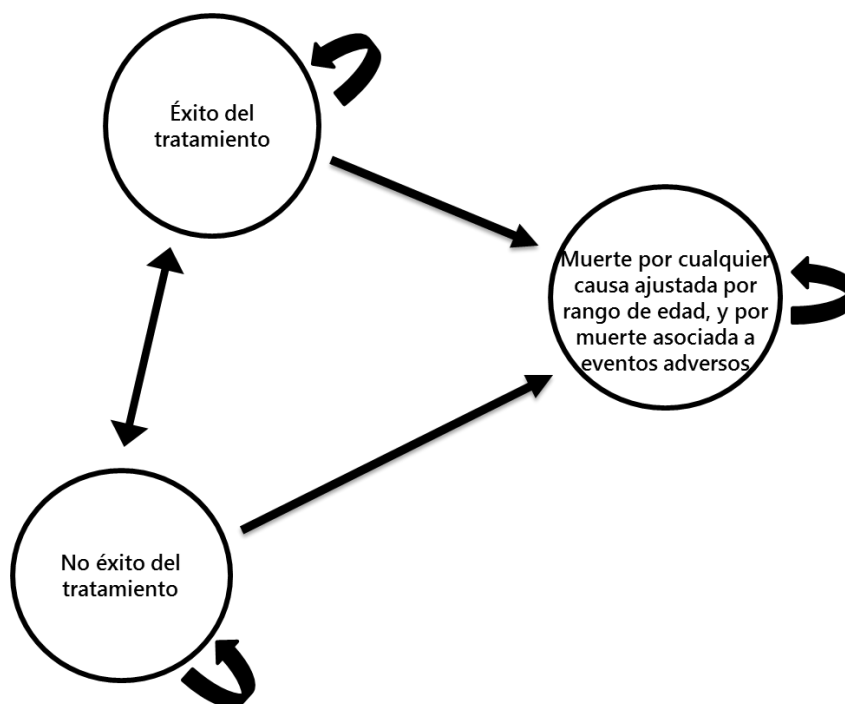 Éxito del
tratamiento
Muerte por cualquier
causa ajustada por
rango de edad, y por
muerte asociada a
eventos adversos
No éxito del
tratamiento